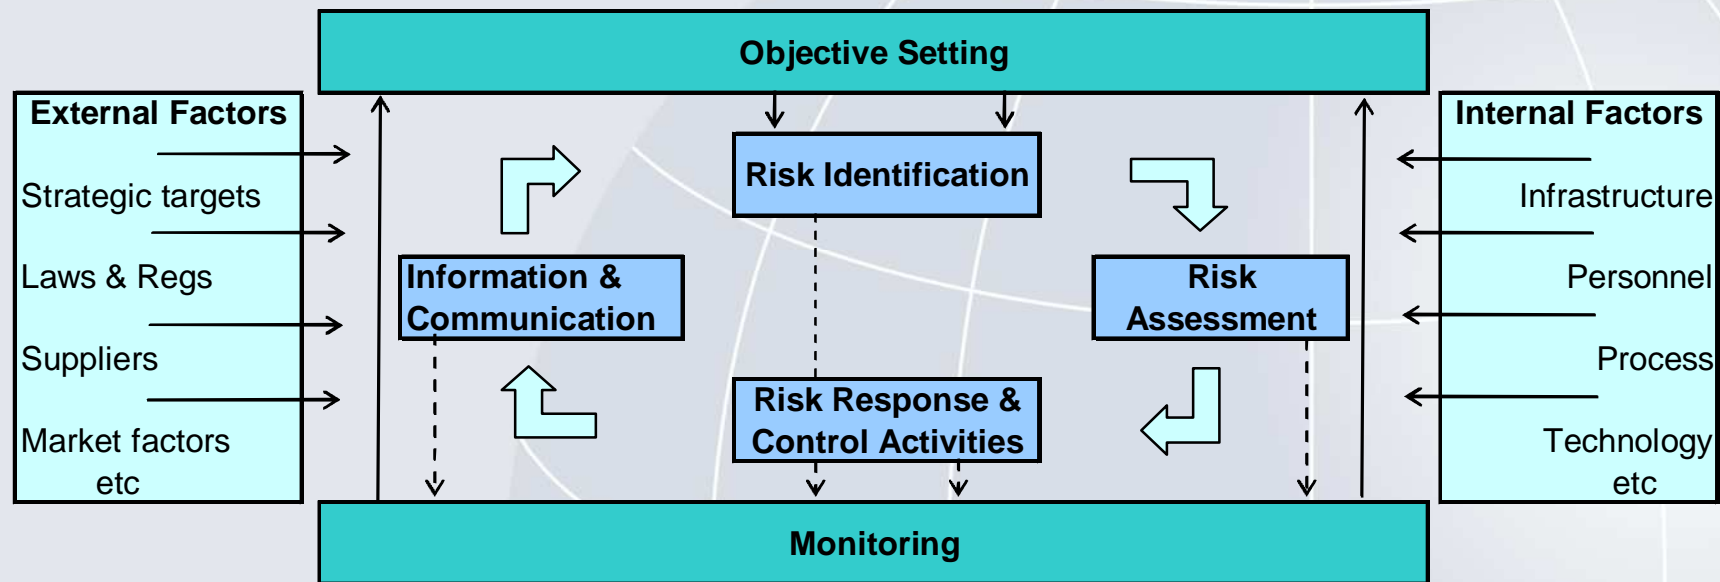 Objective Setting
External Factors
Strategic targets
Laws & Regs
Suppliers
Market factors
etc
Risk Identification
Information &
Communication
Risk
Assessment
Risk Response &
Control Activities
Internal Factors
Infrastructure
Personnel
Process
Technology
etc
Monitoring